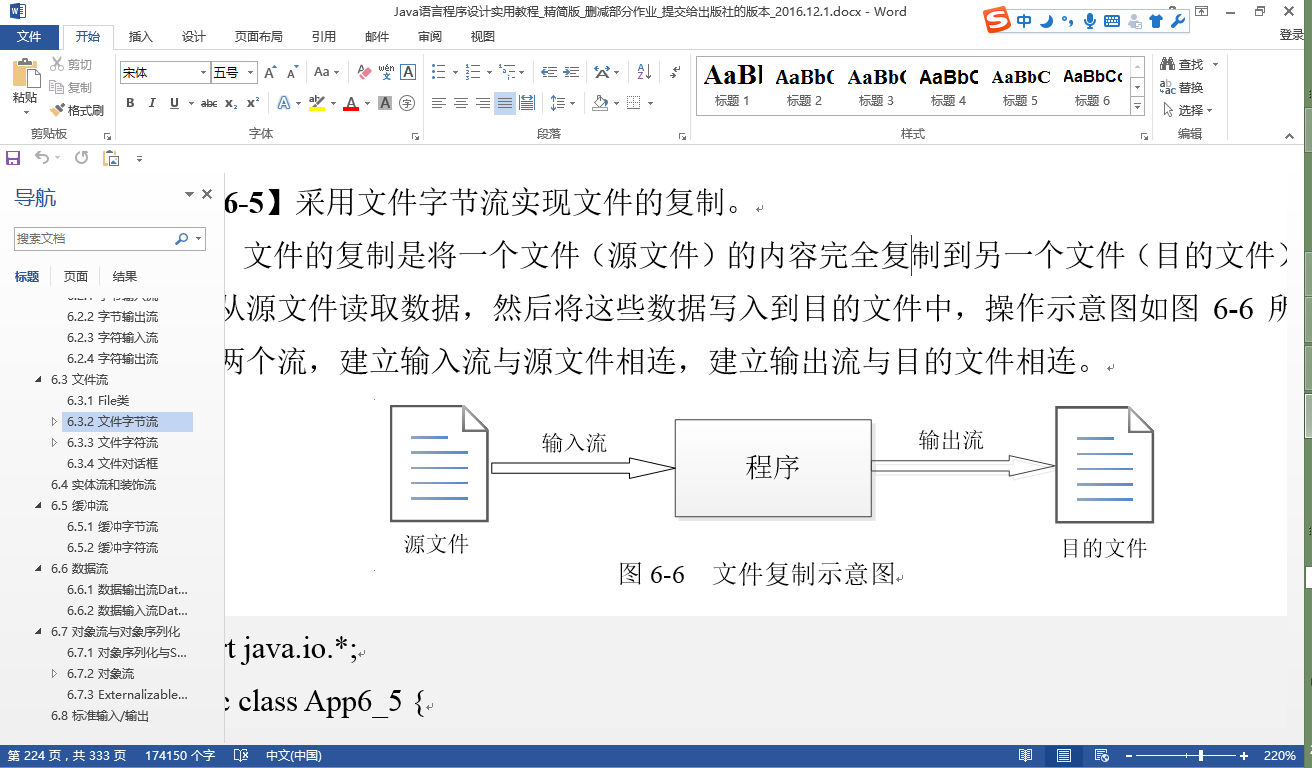 Java语言程序设计实用教程_精简版_删减部分作业_提交给出版社的版本_2016.12.1.docx - Word
中
文件 开始 插入 设计 页面布局 引用 邮件 审阅 视图 登录
粘贴 剪切 复制 格式刷
宋体 五号
AaBl AaBb( AaBb( AaBbC AaBbC AaBbCc
标题 1 标题 2 标题 3 标题 4 标题 5 标题 6
查找 替换 选择
剪贴板 字体 段落 样式 编辑
导航
搜索文档
标题 页面 结果
6.2.2 字节输出流
6.2.3 字符输入流
6.2.4 字符输出流
6.3 文件流
6.3.1 File类
6.3.2 文件字节流
6.3.3 文件字符流
6.3.4 文件对话框
6.4 实体流和装饰流
6.5 缓冲流
6.5.1 缓冲字节流
6.5.2 缓冲字符流
6.6 数据流
6.6.1 数据输出流Dat...
6.6.2 数据输入流Dat...
6.7 对象流与对象序列化
6.7.1 对象序列化与S...
6.7.2 对象流
6.7.3 Externalizable...
6.8 标准输入/输出
6-5】采用文件字节流实现文件的复制。
文件的复制是将一个文件（源文件）的内容完全复制到另一个文件（目的文件）
从源文件读取数据，然后将这些数据写入到目的文件中，操作示意图如图 6-6 所
两个流，建立输入流与源文件相连，建立输出流与目的文件相连。
输入流 输出流
程序
源文件 目的文件
图 6-6 文件复制示意图
rt java.io.*;
c class App6_5 {
第 224 页，共 333 页 174150 个字 中文(中国) 220%